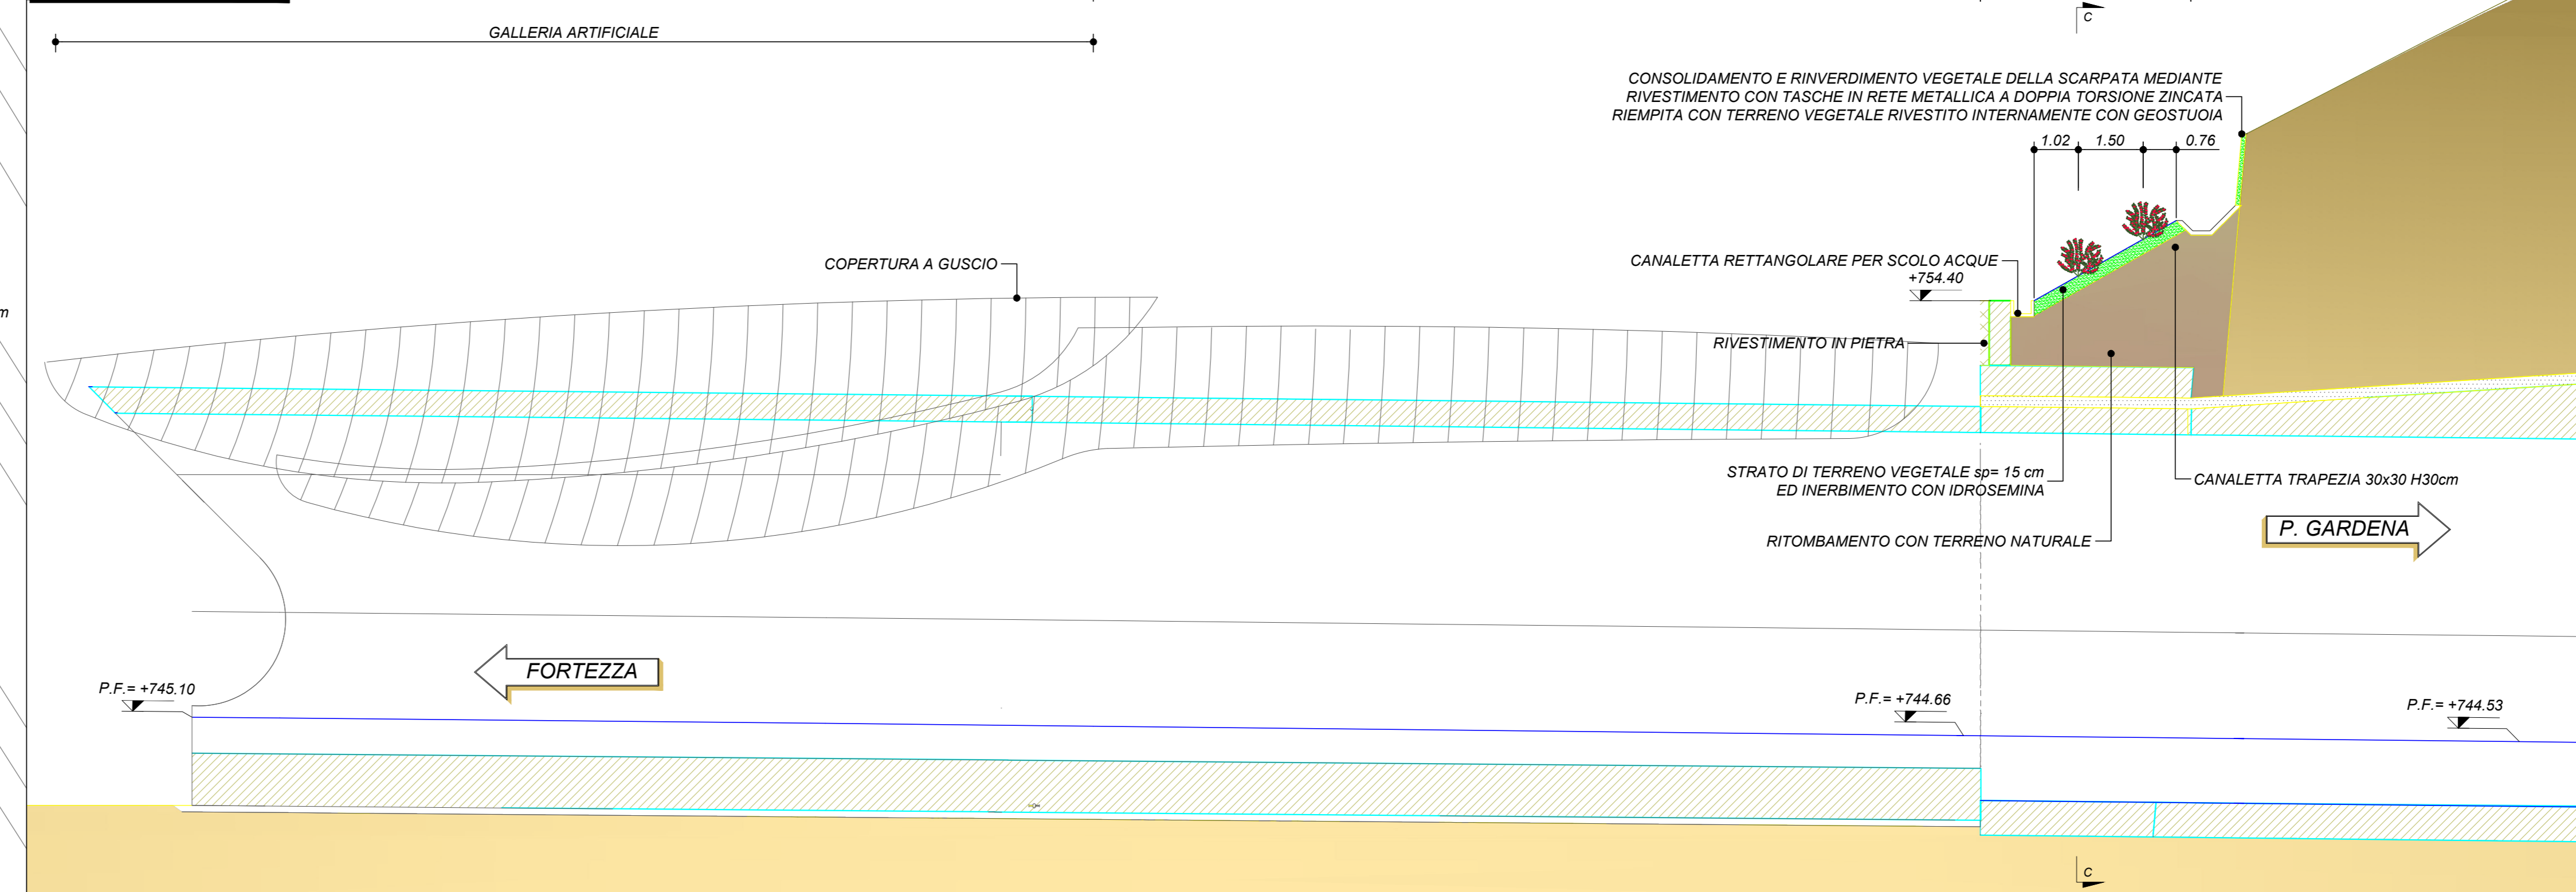 C
GALLERIA ARTIFICIALE
CONSOLIDAMENTO E RINVERDIMENTO VEGETALE DELLA SCARPATA MEDIANTE
RIVESTIMENTO CON TASCHE IN RETE METALLICA A DOPPIA TORSIONE ZINCATA
RIEMPITA CON TERRENO VEGETALE RIVESTITO INTERNAMENTE CON GEOSTUOIA
1.02 1.50 0.76
COPERTURA A GUSCIO
CANALETTA RETTANGOLARE PER SCOLO ACQUE
+754.40
m
RIVESTIMENTO IN PIETRA
STRATO DI TERRENO VEGETALE sp= 15 cm
ED INERBIMENTO CON IDROSEMINA
CANALETTA TRAPEZIA 30x30 H30cm
P. GARDENA
RITOMBAMENTO CON TERRENO NATURALE
FORTEZZA
P.F.= +745.10
P.F.= +744.66
P.F.= +744.53
C